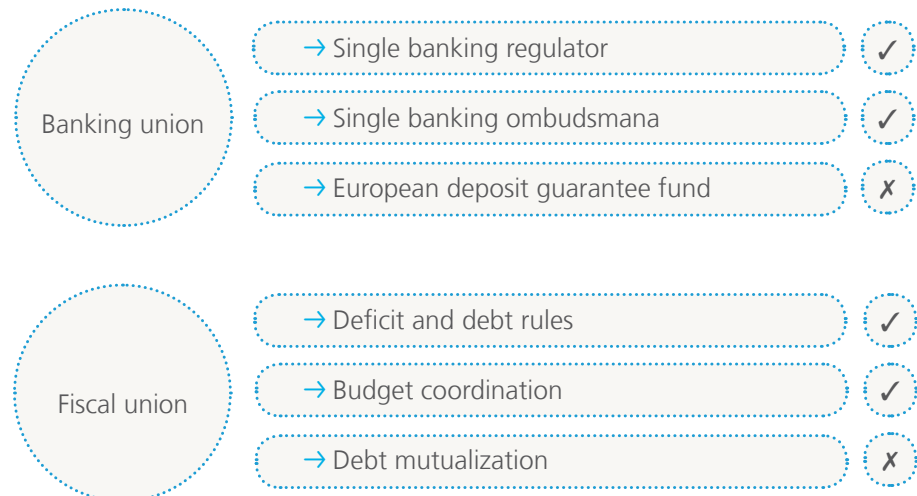 Banking union
→ Single banking regulator ✓
→ Single banking ombudsmana ✓
→ European deposit guarantee fund ✗
Fiscal union
→ Deficit and debt rules ✓
→ Budget coordination ✓
→ Debt mutualization ✗